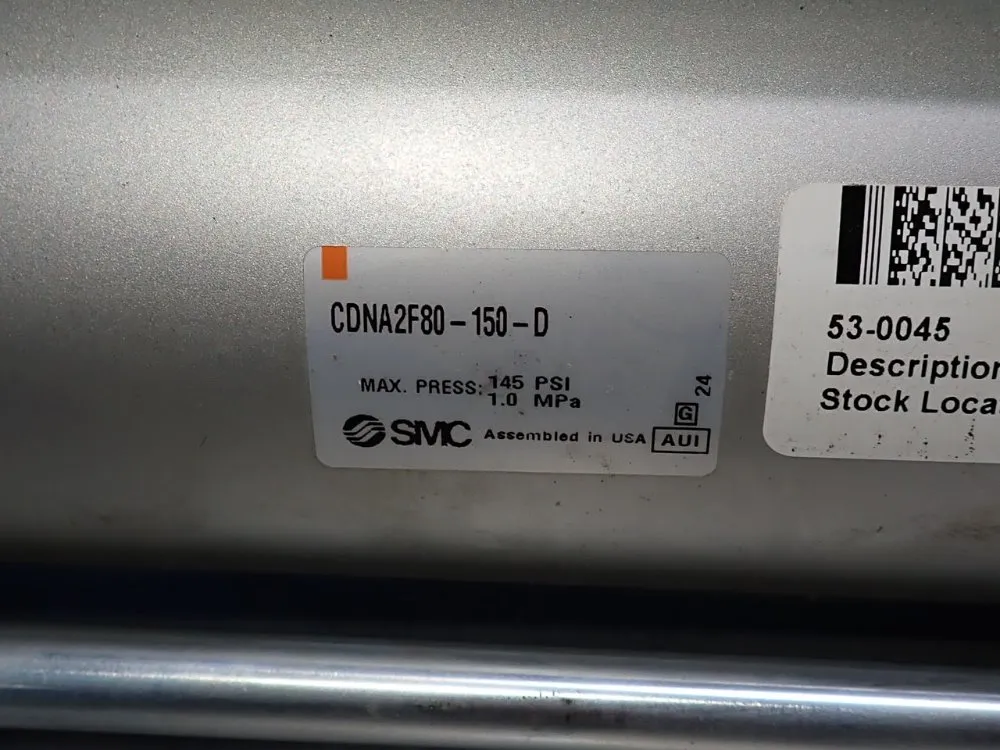 CDNA2F80-150-D
MAX. PRESS: 145 PSI
1.0 MPa
24
G
SMC Assembled in USA AUI
53-0045
Description
Stock Loca